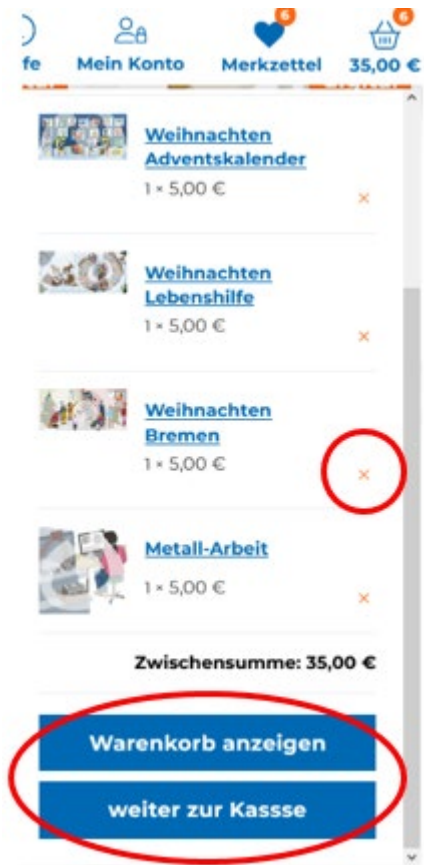 6
6
fe
Mein Konto
Merkzettel
35,00 €
Weihnachten
Adventskalender
1 × 5,00 €
×
Weihnachten
Lebenshilfe
1 × 5,00 €
×
Weihnachten
Bremen
1 × 5,00 €
×
Metall-Arbeit
1 × 5,00 €
×
Zwischensumme: 35,00 €
Warenkorb anzeigen
weiter zur Kassse